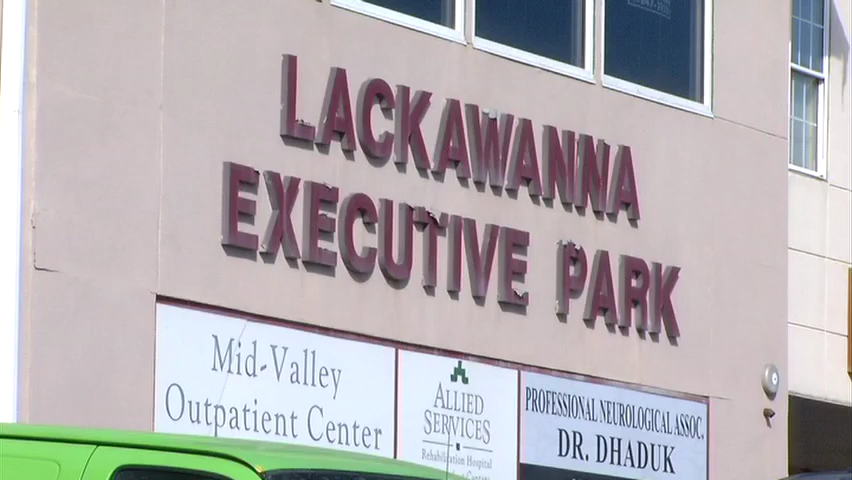 LACKAWANNA
EXECUTIVE PARK
Mid-Valley
Outpatient Center
ALLIED
SERVICES
Rehabilitation Hospital
PROFESSIONAL NEUROLOGICAL ASSOC.
DR. DHADUK